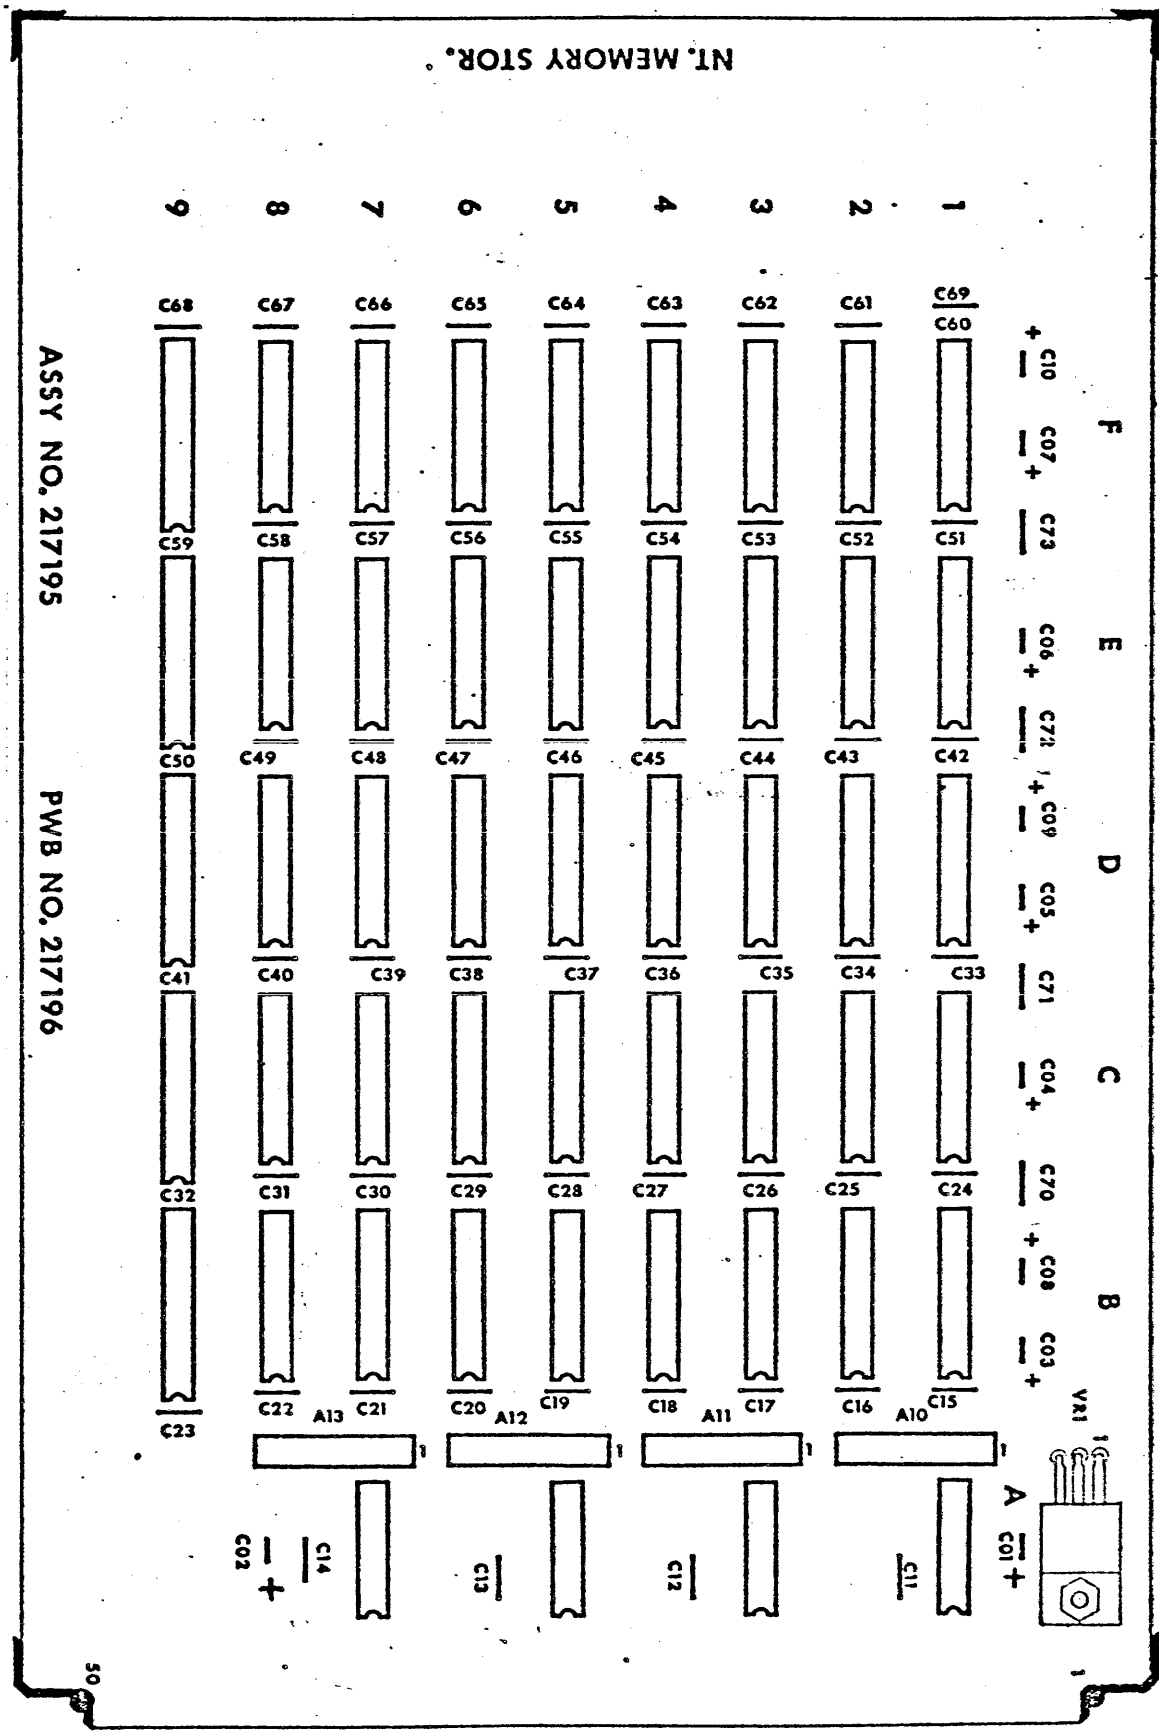 NT. MEMORY STOR.
9 8 7 6 5 4 3 2 1
C69
C68 C67 C66 C65 C64 C63 C62 C61 C60
+ C10
F
C07 +
C73
C59 C58 C57 C56 C55 C54 C53 C52 C51
E
C06 +
C72
C50 C49 C48 C47 C46 C45 C44 C43 C42
+ C09
D
C05 +
C71
C41 C40 C39 C38 C37 C36 C35 C34 C33
C
C04 +
C70
C32 C31 C30 C29 C28 C27 C26 C25 C24
+ C08
B
C03 +
C23 C22 C21 C20 C19 C18 C17 C16 C15
A13 1 A12 1 A11 1 A10 1
VR1 1
A
C02 + C14 C13 C12 C11 C01 +
50 1
ASSY NO. 217195 PWB NO. 217196